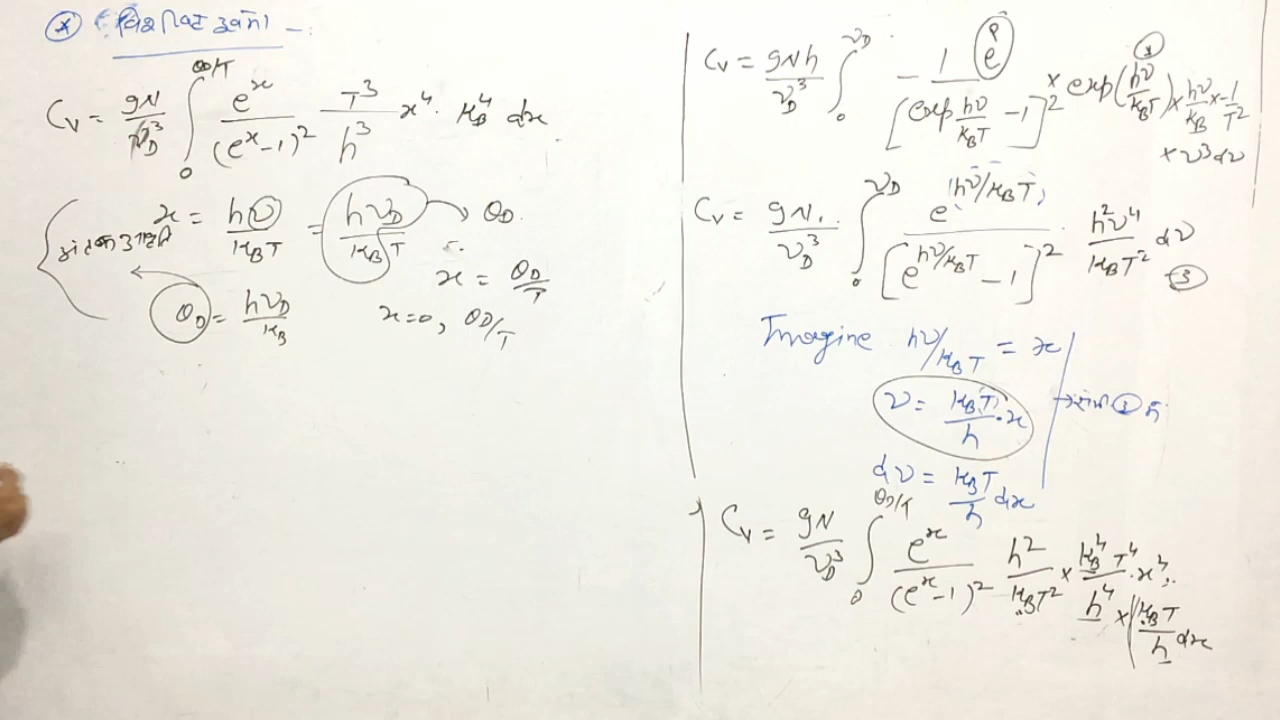 * विशिष्ट ऊष्मा -:
Cv = 9N/νD³ ∫₀^(θD/T) e^x/(e^x-1)² T³/h³ x⁴ · KB⁴ dx
x = hν/KBT = hνD/KBT → θD.
x = θD/T
θD = hνD/KB
x=0, θD/T
Cv = 9Nh/νD³ ∫₀^νD -1/[exp hν/KBT -1]² × exp(hν/KBT) × hν/KB × -1/T²
× ν³dν
Cv = 9N/νD³ ∫₀^νD e^(hν/KBT)/[e^(hν/KBT) -1]² · h²ν⁴/KBT² dν
③
Imagine hν/KBT = x
ν = KBT/h · x
dν = KBT/h dx
Cv = 9N/νD³ ∫₀^(θD/T) e^x/(e^x-1)² h²/KBT² × KB⁴T⁴/h⁴ · x⁴ × KBT/h dx